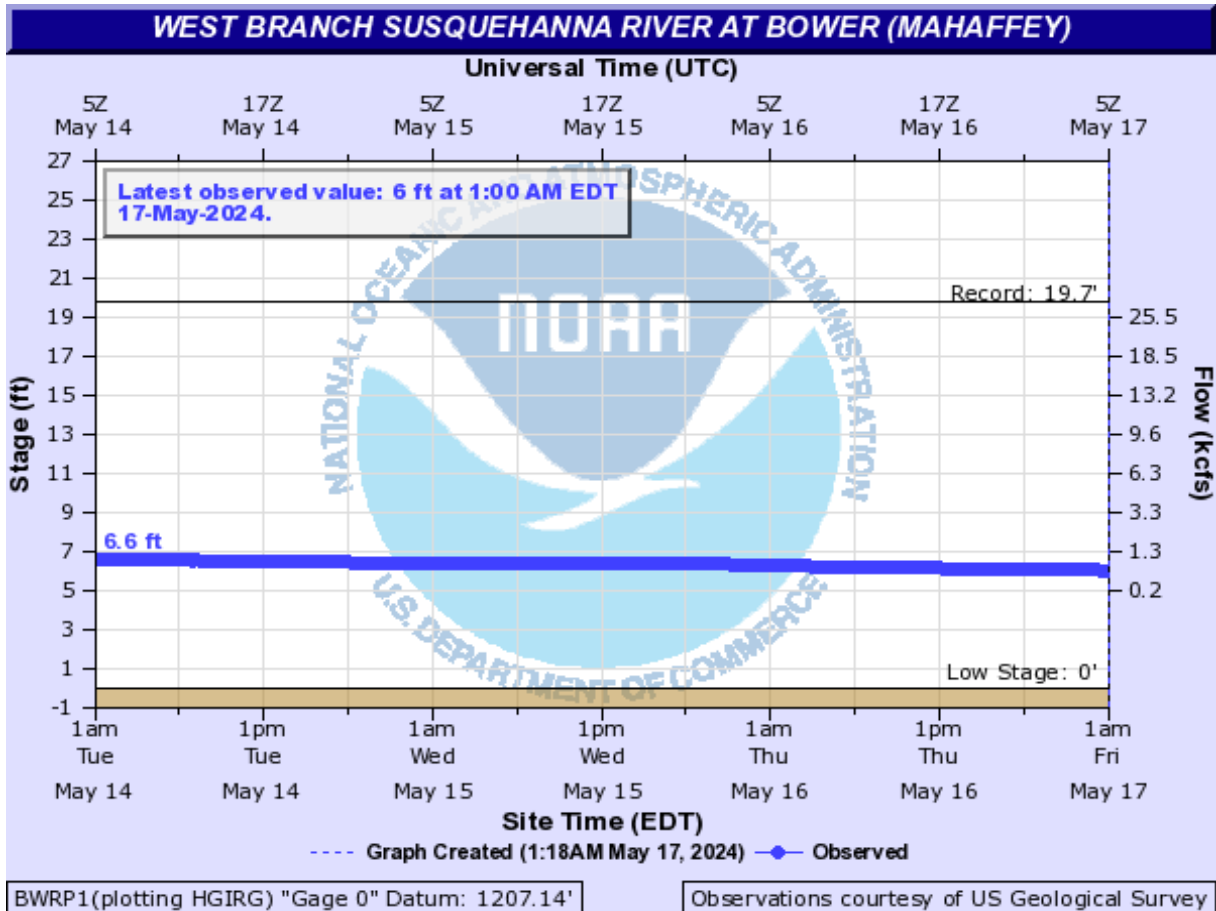 WEST BRANCH SUSQUEHANNA RIVER AT BOWER (MAHAFFEY)
Universal Time (UTC)
5Z 17Z 5Z 17Z 5Z 17Z 5Z
May 14 May 14 May 15 May 15 May 16 May 16 May 17
Latest observed value: 6 ft at 1:00 AM EDT
17-May-2024.
Stage (ft)
27
25
23
21
19
17
15
13
11
9
7
5
3
1
-1
Record: 19.7'
6.6 ft
Low Stage: 0'
NATIONAL OCEANIC AND ATMOSPHERIC ADMINISTRATION
NOAA
U.S. DEPARTMENT OF COMMERCE
Flow (kcfs)
25.5
18.5
13.2
9.6
6.3
3.3
1.3
0.2
1am 1pm 1am 1pm 1am 1pm 1am
Tue Tue Wed Wed Thu Thu Fri
May 14 May 14 May 15 May 15 May 16 May 16 May 17
Site Time (EDT)
Graph Created (1:18AM May 17, 2024) Observed
BWRP1(plotting HGIRG) "Gage 0" Datum: 1207.14'
Observations courtesy of US Geological Survey